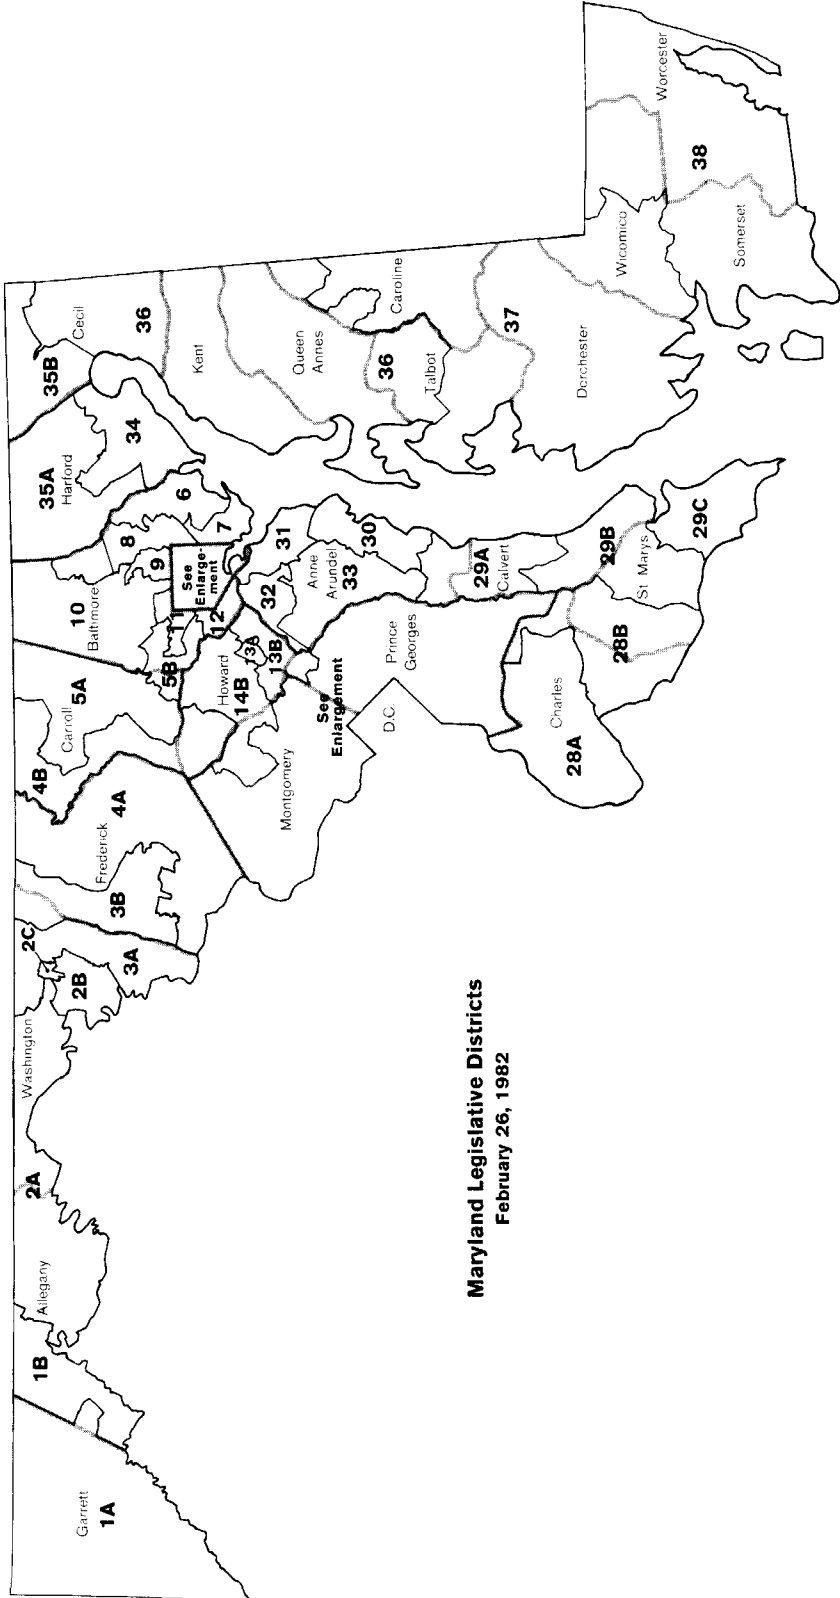 Maryland Legislative Districts
February 26, 1982
Garrett
1A
1B
Allegany
2A
Washington
2B
2C
3A
3B
Frederick
4A
4B
Carroll
5A
5B
10
Baltimore
11
12
9
8
6
7
See
Enlarge-
ment
35A
Harford
34
35B
Cecil
36
Kent
Queen
Annes
36
Talbot
Caroline
37
Dorchester
Wicomico
Worcester
38
Somerset
Howard
14B
13A
13B
32
31
Anne
Arundel
33
30
Montgomery
See
Enlargement
D.C.
Prince
Georges
29A
Calvert
29B
St Marys
29C
28B
Charles
28A